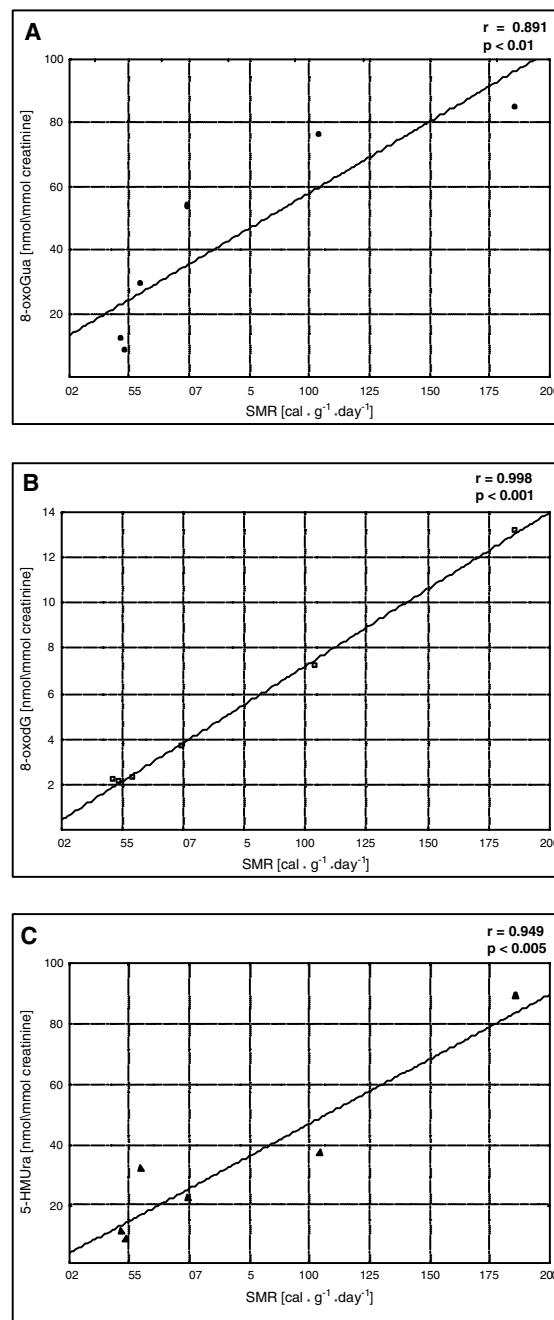 A
r = 0.891
p < 0.01
100
80
60
40
20
8-oxoGua [nmol\mmol creatinine]
02 55 07 5 100 125 150 175 200
SMR [cal . g-1 .day-1]
B
r = 0.998
p < 0.001
14
12
10
8
6
4
2
8-oxodG [nmol\mmol creatinine]
02 55 07 5 100 125 150 175 200
SMR [cal . g-1 .day-1]
C
r = 0.949
p < 0.005
100
80
60
40
20
5-HMUra [nmol\mmol creatinine]
02 55 07 5 100 125 150 175 200
SMR [cal . g-1 .day-1]